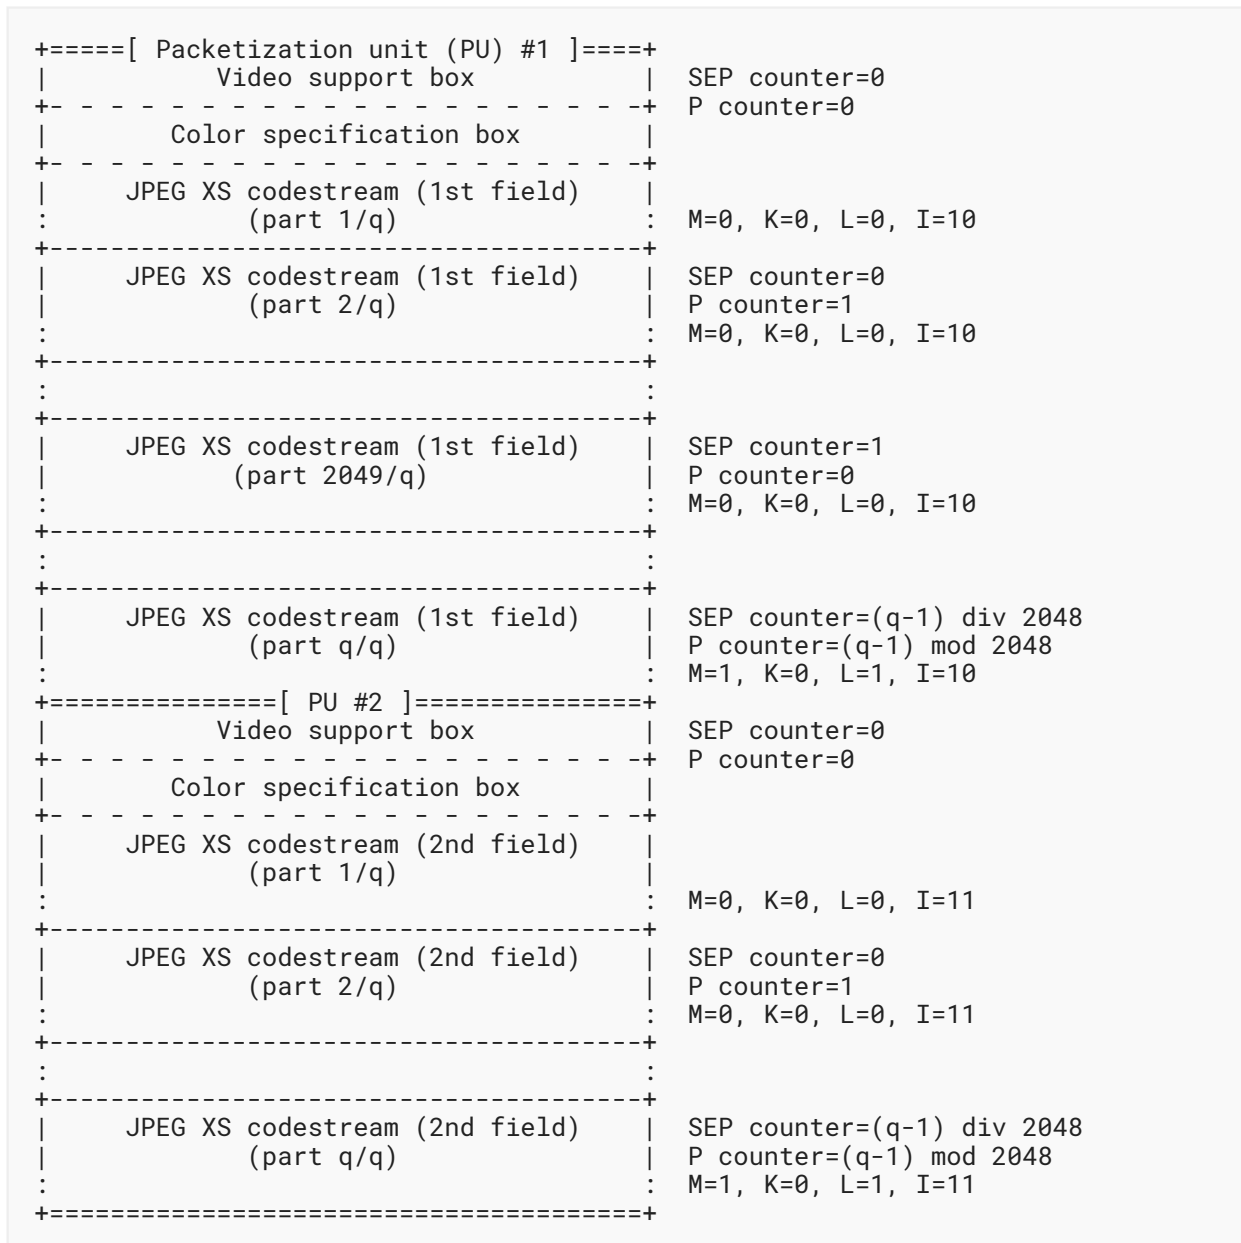 +=====[ Packetization unit (PU) #1 ]====+
|           Video support box           |  SEP counter=0
+- - - - - - - - - - - - - - - - - - - -+  P counter=0
|        Color specification box        |
+- - - - - - - - - - - - - - - - - - - -+
|     JPEG XS codestream (1st field)    |
:             (part 1/q)                :  M=0, K=0, L=0, I=10
+---------------------------------------+
|     JPEG XS codestream (1st field)    |  SEP counter=0
|             (part 2/q)                |  P counter=1
:                                       :  M=0, K=0, L=0, I=10
+---------------------------------------+
:                                       :
+---------------------------------------+
|     JPEG XS codestream (1st field)    |  SEP counter=1
|            (part 2049/q)              |  P counter=0
:                                       :  M=0, K=0, L=0, I=10
+---------------------------------------+
:                                       :
+---------------------------------------+
|     JPEG XS codestream (1st field)    |  SEP counter=(q-1) div 2048
|             (part q/q)                |  P counter=(q-1) mod 2048
:                                       :  M=1, K=0, L=1, I=10
+===============[ PU #2 ]===============+
|           Video support box           |  SEP counter=0
+- - - - - - - - - - - - - - - - - - - -+  P counter=0
|        Color specification box        |
+- - - - - - - - - - - - - - - - - - - -+
|     JPEG XS codestream (2nd field)    |
|             (part 1/q)                |
:                                       :  M=0, K=0, L=0, I=11
+---------------------------------------+
|     JPEG XS codestream (2nd field)    |  SEP counter=0
|             (part 2/q)                |  P counter=1
:                                       :  M=0, K=0, L=0, I=11
+---------------------------------------+
:                                       :
+---------------------------------------+
|     JPEG XS codestream (2nd field)    |  SEP counter=(q-1) div 2048
|             (part q/q)                |  P counter=(q-1) mod 2048
:                                       :  M=1, K=0, L=1, I=11
+=======================================+